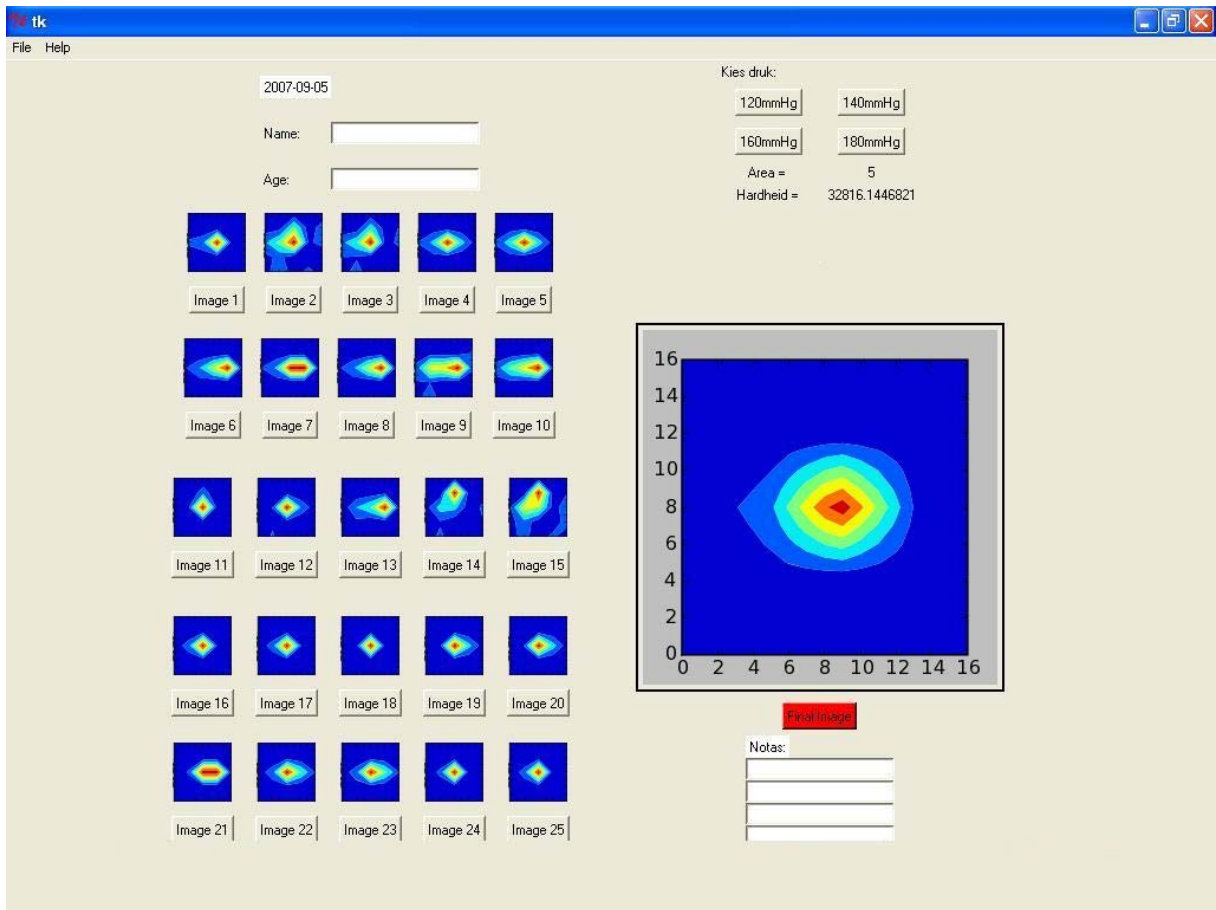 tk
File Help
2007-09-05
Name:
Age:
Image 1 Image 2 Image 3 Image 4 Image 5
Image 6 Image 7 Image 8 Image 9 Image 10
Image 11 Image 12 Image 13 Image 14 Image 15
Image 16 Image 17 Image 18 Image 19 Image 20
Image 21 Image 22 Image 23 Image 24 Image 25
Kies druk:
120mmHg 140mmHg
160mmHg 180mmHg
Area = 5
Hardheid = 32816.1446821
16
14
12
10
8
6
4
2
0
0 2 4 6 8 10 12 14 16
Final Image
Notas: